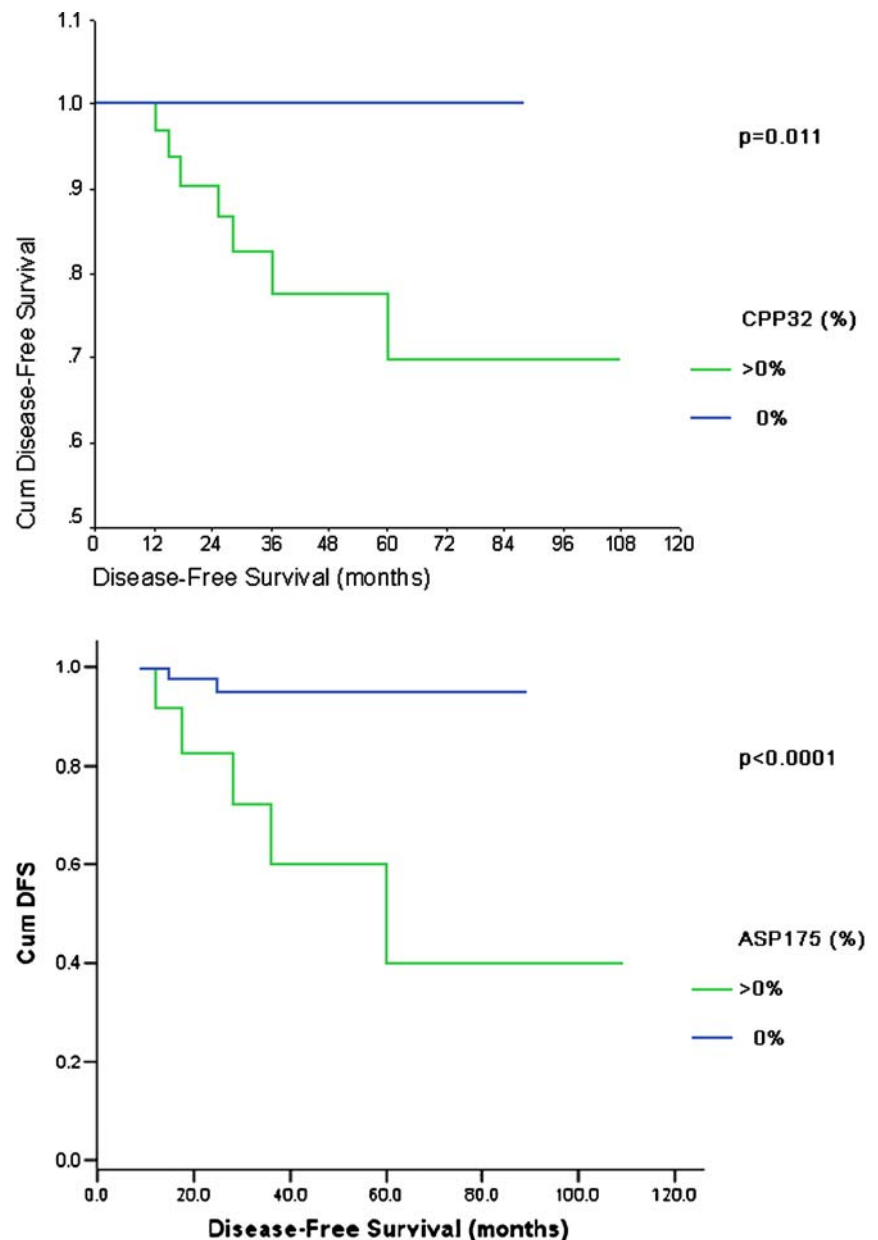 1.1
1.0
.9
.8
.7
.6
.5
Cum Disease-Free Survival
0 12 24 36 48 60 72 84 96 108 120
Disease-Free Survival (months)
p=0.011
CPP32 (%)
>0%
0%
1.0
0.8
0.6
0.4
0.2
0.0
Cum DFS
0.0 20.0 40.0 60.0 80.0 100.0 120.0
Disease-Free Survival (months)
p<0.0001
ASP175 (%)
>0%
0%